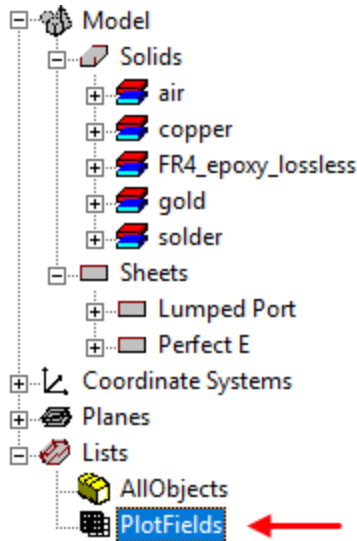 Model
Solids
air
copper
FR4_epoxy_lossless
gold
solder
Sheets
Lumped Port
Perfect E
Coordinate Systems
Planes
Lists
AllObjects
PlotFields